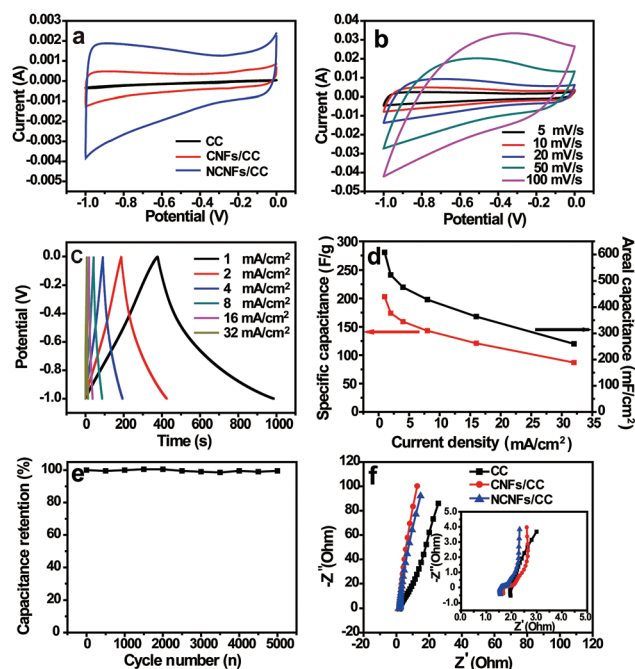 a
0.003
0.002
0.001
0.000
-0.001
-0.002
-0.003
-0.004
-0.005
Current (A)
CC
CNFs/CC
NCNFs/CC
-1.0 -0.8 -0.6 -0.4 -0.2 0.0
Potential (V)
b
0.04
0.03
0.02
0.01
0.00
-0.01
-0.02
-0.03
-0.04
-0.05
Current (A)
5 mV/s
10 mV/s
20 mV/s
50 mV/s
100 mV/s
-1.0 -0.8 -0.6 -0.4 -0.2 0.0
Potential (V)
c
0.0
-0.2
-0.4
-0.6
-0.8
-1.0
Potential (V)
1 mA/cm²
2 mA/cm²
4 mA/cm²
8 mA/cm²
16 mA/cm²
32 mA/cm²
0 200 400 600 800 1000
Time (s)
d
300
250
200
150
100
50
0
Specific capacitance (F/g)
600
500
400
300
200
100
0
Areal capacitance (mF/cm²)
0 5 10 15 20 25 30 35
Current density (mA/cm²)
e
120
100
80
60
40
20
0
Capacitance retention (%)
0 1000 2000 3000 4000 5000
Cycle number (n)
f
120
100
80
60
40
20
0
-20
-Z''(Ohm)
CC
CNFs/CC
NCNFs/CC
5.0
4.0
3.0
2.0
1.0
0.0
-1.0
-Z''(Ohm)
0.0 1.0 2.0 3.0 4.0 5.0
Z'(Ohm)
-20 0 20 40 60 80 100 120
Z'(Ohm)